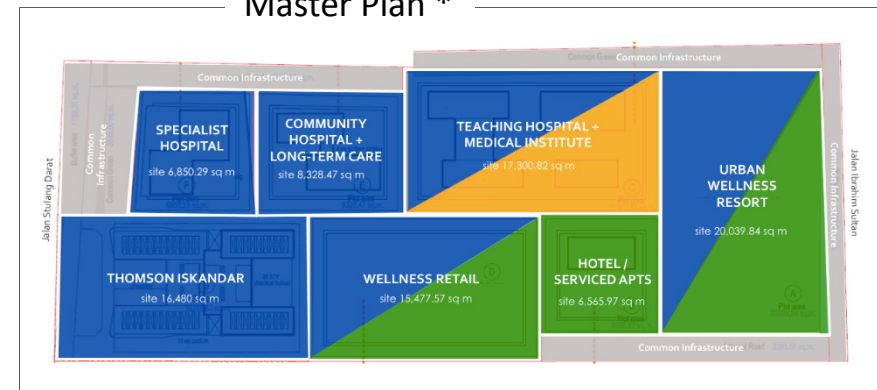 Master Plan *
Common Infrastructure
Common Infrastructure
Common Infrastructure
SPECIALIST
HOSPITAL
site 6,850.29 sq m
COMMUNITY
HOSPITAL +
LONG-TERM CARE
site 8,328.47 sq m
TEACHING HOSPITAL +
MEDICAL INSTITUTE
site 17,300.82 sq m
URBAN
WELLNESS
RESORT
site 20,039.84 sq m
Jalan Stulang Darat
Common Infrastructure
Jalan Ibrahim Sultan
THOMSON ISKANDAR
site 16,480 sq m
WELLNESS RETAIL
site 15,477.57 sq m
HOTEL /
SERVICED APTS
site 6,565.97 sq m
Common Infrastructure
F
E
C
D
A